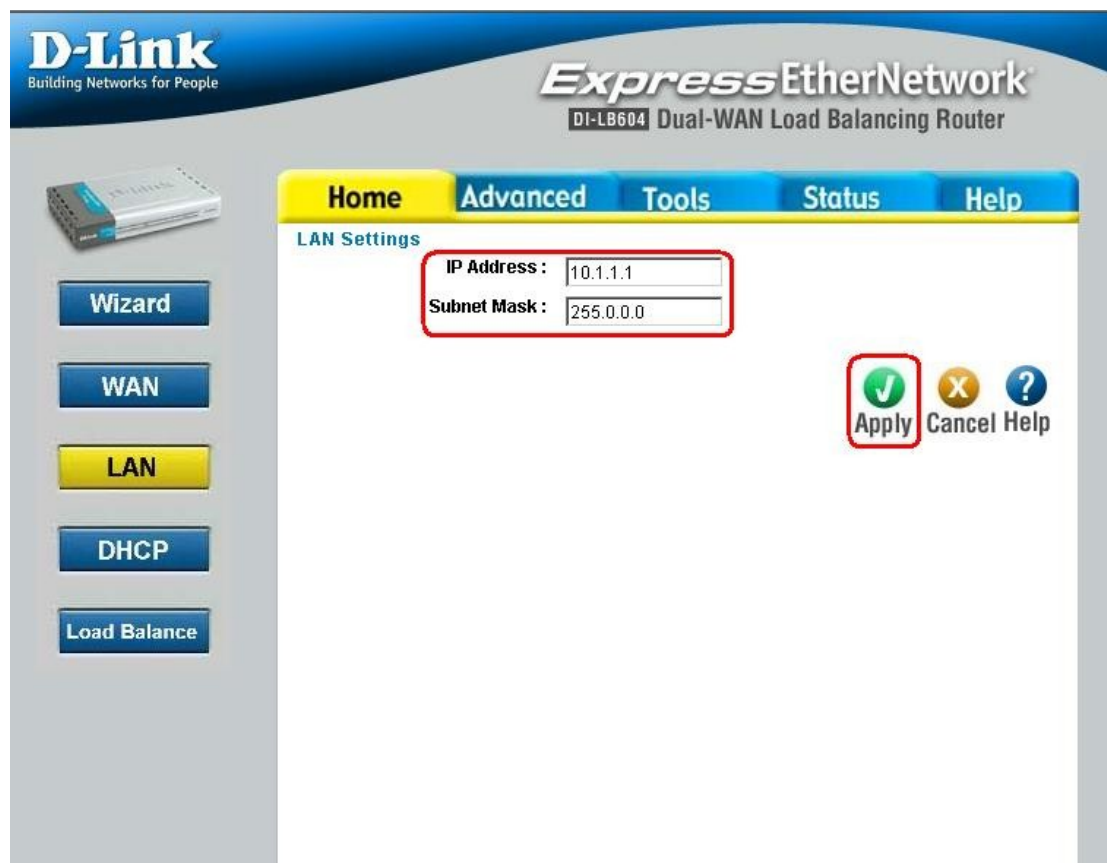 D-Link
Building Networks for People
Express EtherNetwork
DI-LB604 Dual-WAN Load Balancing Router
Home Advanced Tools Status Help
LAN Settings
IP Address : 10.1.1.1
Subnet Mask : 255.0.0.0
Apply Cancel Help
Wizard
WAN
LAN
DHCP
Load Balance